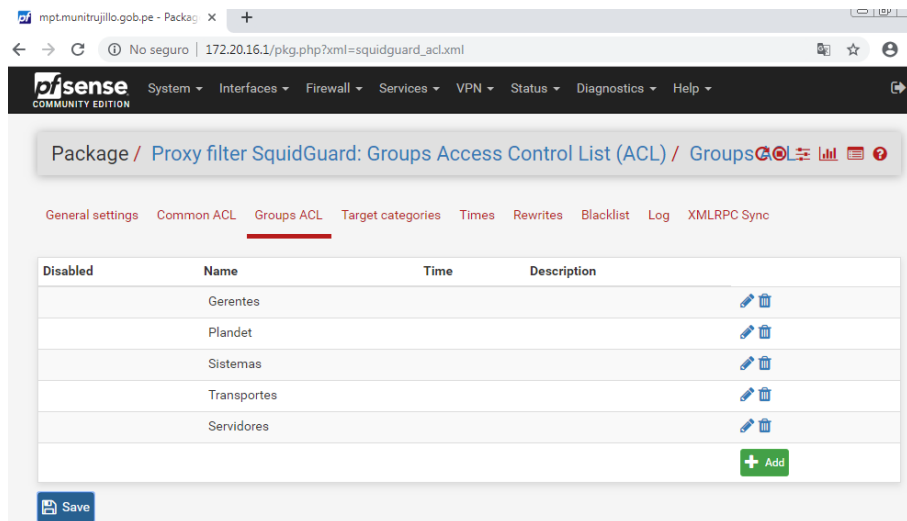 mpt.munitrujillo.gob.pe - Packag
No seguro | 172.20.16.1/pkg.php?xml=squidguard_acl.xml
pfsense
COMMUNITY EDITION
System Interfaces Firewall Services VPN Status Diagnostics Help
Package / Proxy filter SquidGuard: Groups Access Control List (ACL) / Groups ACL
General settings Common ACL Groups ACL Target categories Times Rewrites Blacklist Log XMLRPC Sync
Disabled Name Time Description
Gerentes
Plandet
Sistemas
Transportes
Servidores
Add
Save